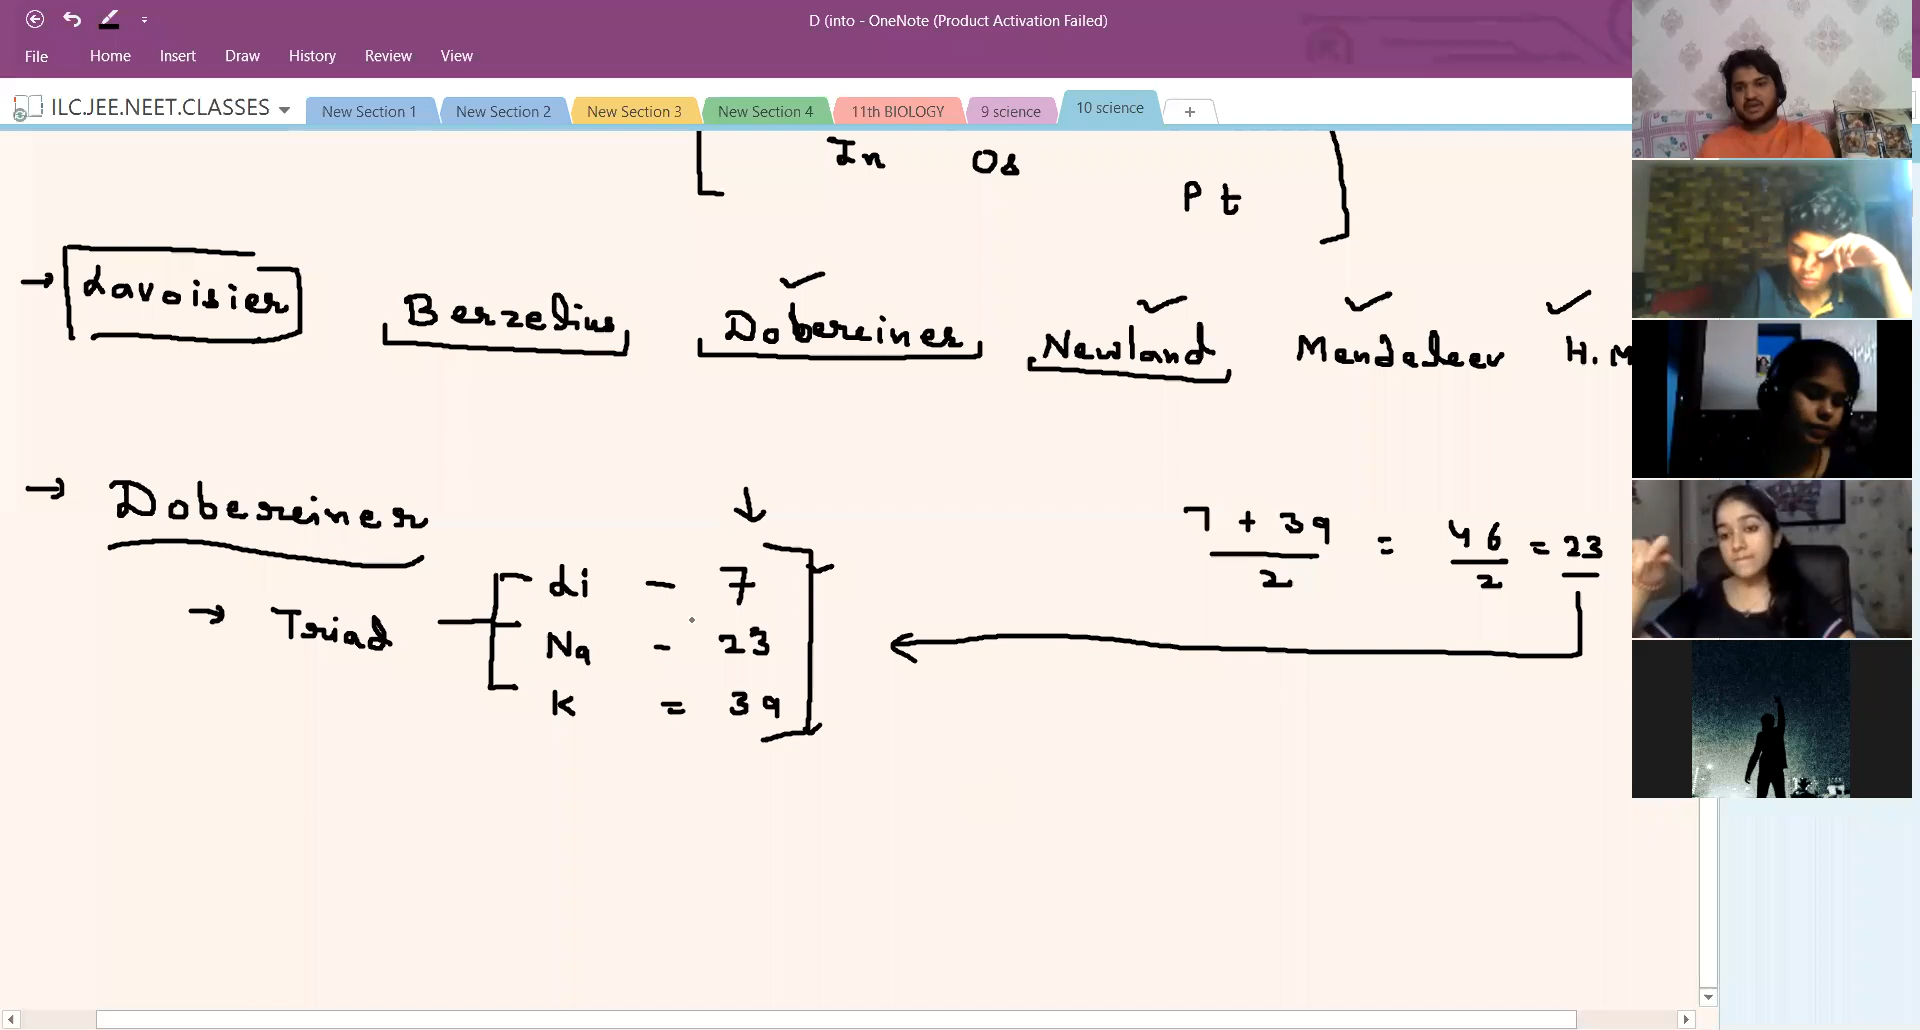 D (into - OneNote (Product Activation Failed)
File Home Insert Draw History Review View
ILC.JEE.NEET.CLASSES New Section 1 New Section 2 New Section 3 New Section 4 11th BIOLOGY 9 science 10 science +
In Os
Pt
→ Lavoisier Berzelius ✓ Dobereiner ✓ Newland ✓ Mendeleev ✓ H.M
→ Dobereiner
↓
7 + 39 / 2 = 46 / 2 = 23
→ Triad
Li - 7
Na - 23
K = 39